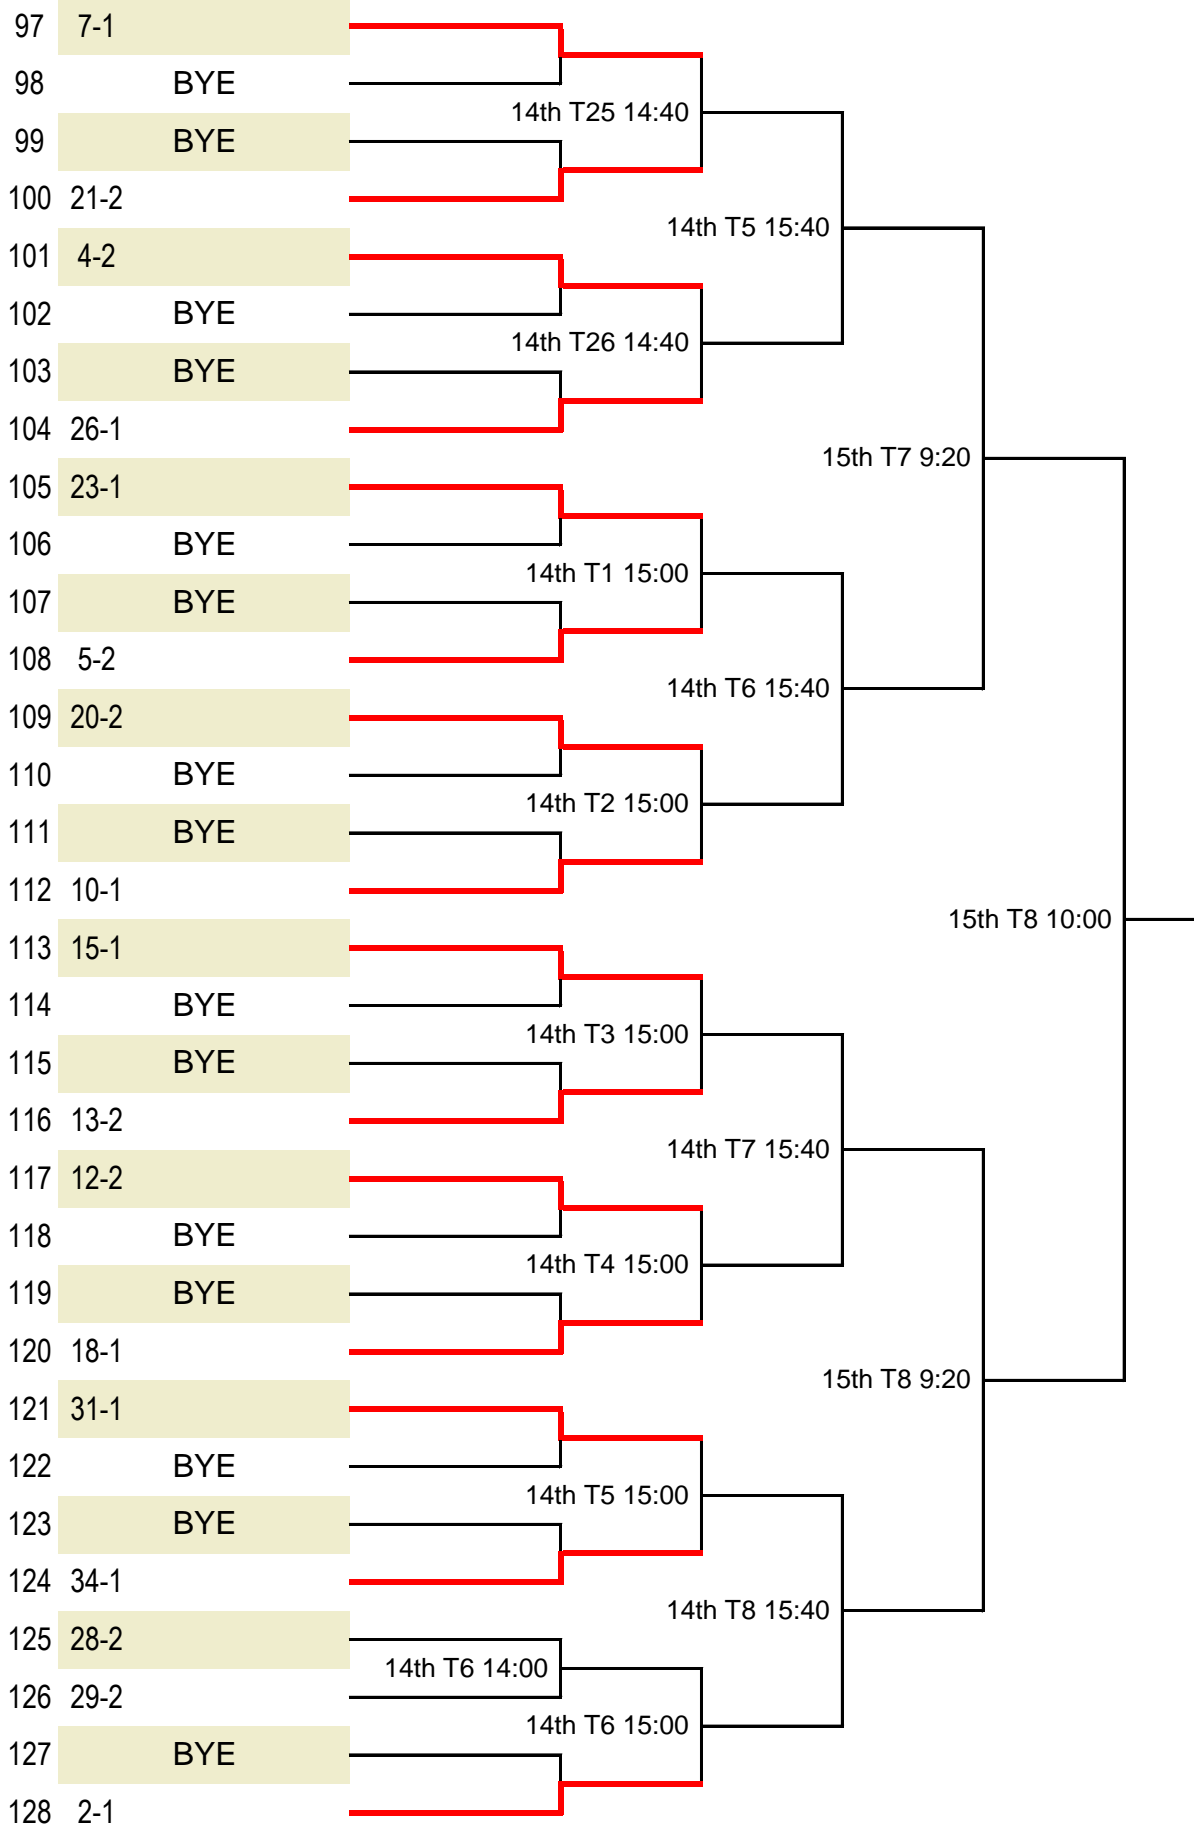 97 7-1
98 BYE
14th T25 14:40
99 BYE
100 21-2
14th T5 15:40
101 4-2
102 BYE
14th T26 14:40
103 BYE
104 26-1
15th T7 9:20
105 23-1
106 BYE
14th T1 15:00
107 BYE
108 5-2
14th T6 15:40
109 20-2
110 BYE
14th T2 15:00
111 BYE
112 10-1
15th T8 10:00
113 15-1
114 BYE
14th T3 15:00
115 BYE
116 13-2
14th T7 15:40
117 12-2
118 BYE
14th T4 15:00
119 BYE
120 18-1
15th T8 9:20
121 31-1
122 BYE
14th T5 15:00
123 BYE
124 34-1
14th T8 15:40
125 28-2
14th T6 14:00
126 29-2
14th T6 15:00
127 BYE
128 2-1